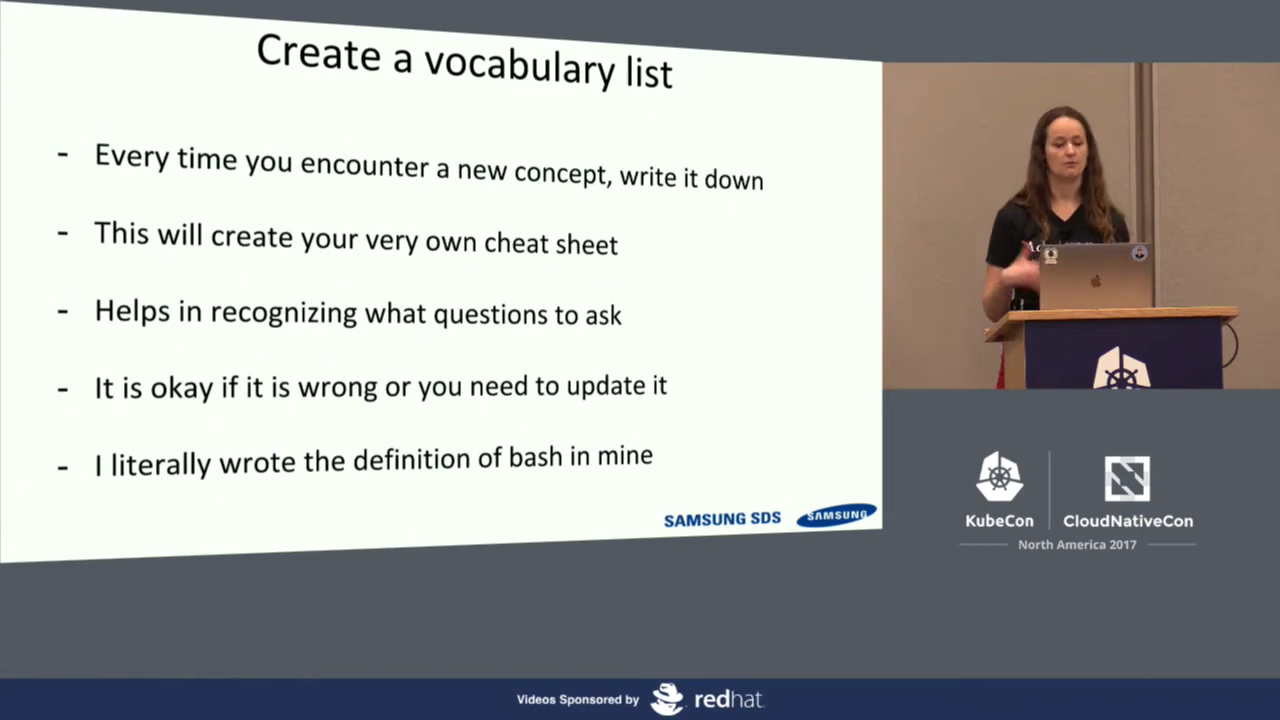 Create a vocabulary list
- Every time you encounter a new concept, write it down
- This will create your very own cheat sheet
- Helps in recognizing what questions to ask
- It is okay if it is wrong or you need to update it
- I literally wrote the definition of bash in mine
SAMSUNG SDS
SAMSUNG
KubeCon
CloudNativeCon
North America 2017
Videos Sponsored by
redhat.